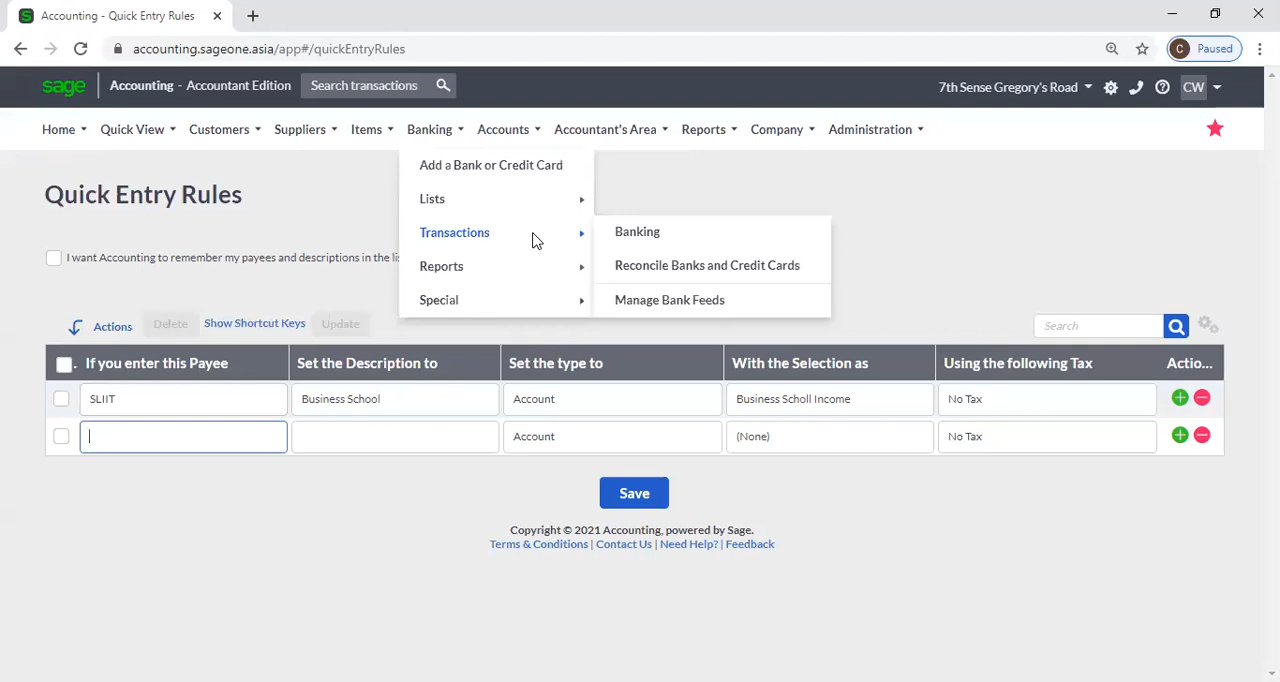 Accounting - Quick Entry Rules
accounting.sageone.asia/app#/quickEntryRules
C Paused
sage Accounting - Accountant Edition Search transactions 7th Sense Gregory's Road CW
Home Quick View Customers Suppliers Items Banking Accounts Accountant's Area Reports Company Administration
Add a Bank or Credit Card
Lists
Transactions
Reports
Special
Banking
Reconcile Banks and Credit Cards
Manage Bank Feeds
Quick Entry Rules
I want Accounting to remember my payees and descriptions in the
Actions Delete Show Shortcut Keys Update Search
If you enter this Payee Set the Description to Set the type to With the Selection as Using the following Tax Actio...
SLIIT Business School Account Business Scholl Income No Tax
Account (None) No Tax
Save
Copyright © 2021 Accounting, powered by Sage.
Terms & Conditions | Contact Us | Need Help? | Feedback